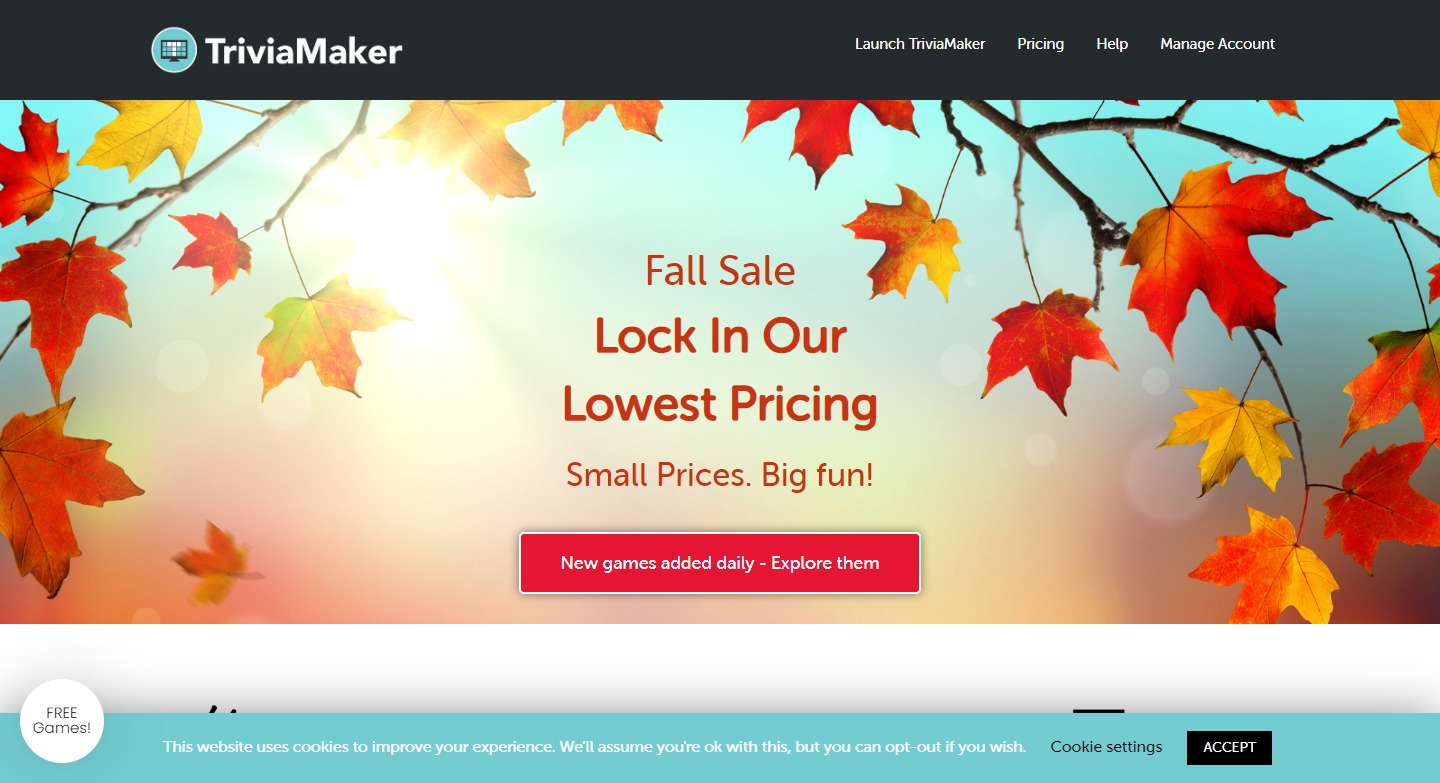 TriviaMaker
Launch TriviaMaker
Pricing
Help
Manage Account
Fall Sale
Lock In Our
Lowest Pricing
Small Prices. Big fun!
New games added daily - Explore them
FREE
Games!
This website uses cookies to improve your experience. We'll assume you're ok with this, but you can opt-out if you wish.
Cookie settings
ACCEPT